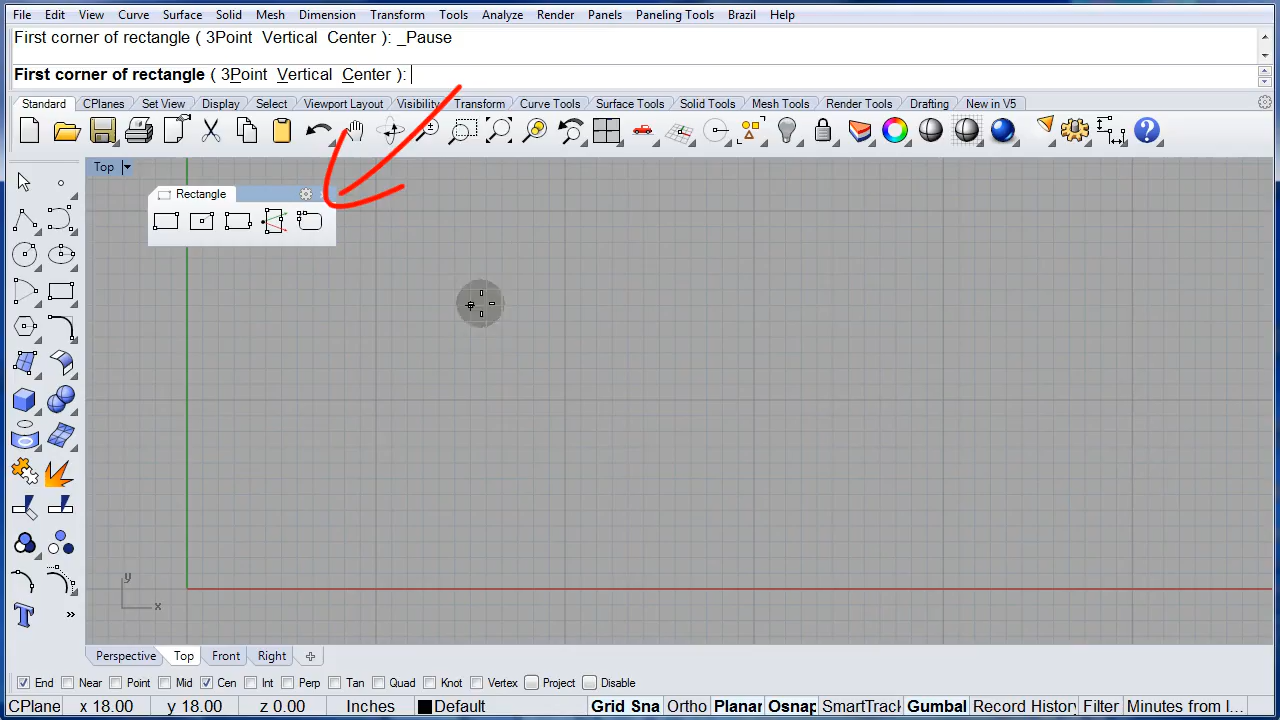 File Edit View Curve Surface Solid Mesh Dimension Transform Tools Analyze Render Panels Paneling Tools Brazil Help
First corner of rectangle ( 3Point Vertical Center ): _Pause
First corner of rectangle ( 3Point Vertical Center ):
Standard CPlanes Set View Display Select Viewport Layout Visibility Transform Curve Tools Surface Tools Solid Tools Mesh Tools Render Tools Drafting New in V5
Top
Rectangle
y
x
Perspective Top Front Right
End Near Point Mid Cen Int Perp Tan Quad Knot Vertex Project Disable
CPlane x 18.00 y 18.00 z 0.00 Inches Default Grid Sna Ortho Planar Osnap SmartTrack Gumbal Record History Filter Minutes from l...